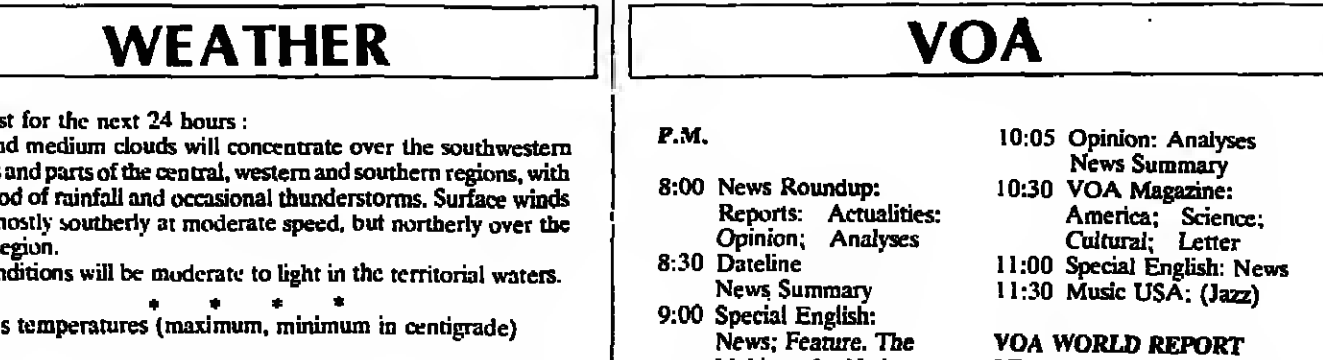 WEATHER
st for the next 24 hours :
nd medium clouds will concentrate over the southwestern
s and parts of the central, western and southern regions, with
od of rainfall and occasional thunderstorms. Surface winds
nostly southerly at moderate speed, but northerly over the
egion.
nditions will be moderate to light in the territorial waters.
* * * *
s temperatures (maximum, minimum in centigrade)
VOA
P.M.
8:00 News Roundup:
Reports: Actualities:
Opinion; Analyses
8:30 Dateline
News Summary
9:00 Special English:
News; Feature. The
10:05 Opinion: Analyses
News Summary
10:30 VOA Magazine:
America; Science;
Cultural; Letter
11:00 Special English: News
11:30 Music USA: (Jazz)
VOA WORLD REPORT